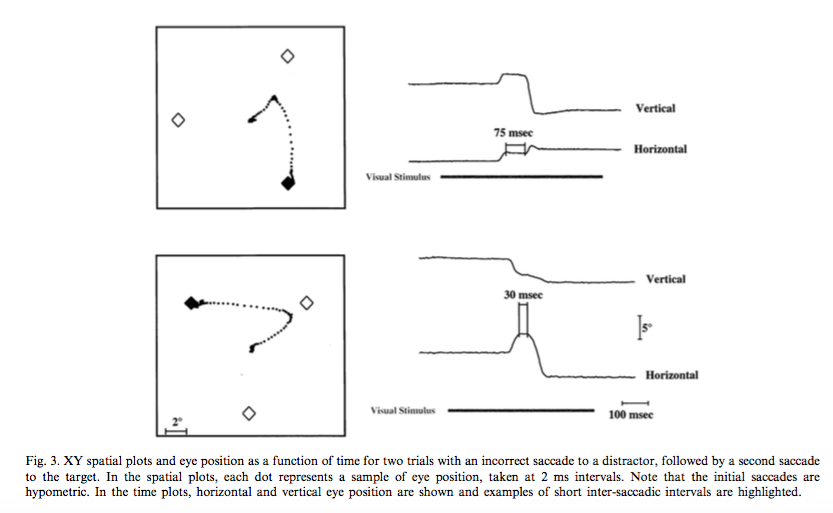 Vertical
75 msec
Horizontal
Visual Stimulus
Vertical
30 msec
5°
Horizontal
2°
Visual Stimulus
100 msec
Fig. 3. XY spatial plots and eye position as a function of time for two trials with an incorrect saccade to a distractor, followed by a second saccade
to the target. In the spatial plots, each dot represents a sample of eye position, taken at 2 ms intervals. Note that the initial saccades are
hypometric. In the time plots, horizontal and vertical eye position are shown and examples of short inter-saccadic intervals are highlighted.